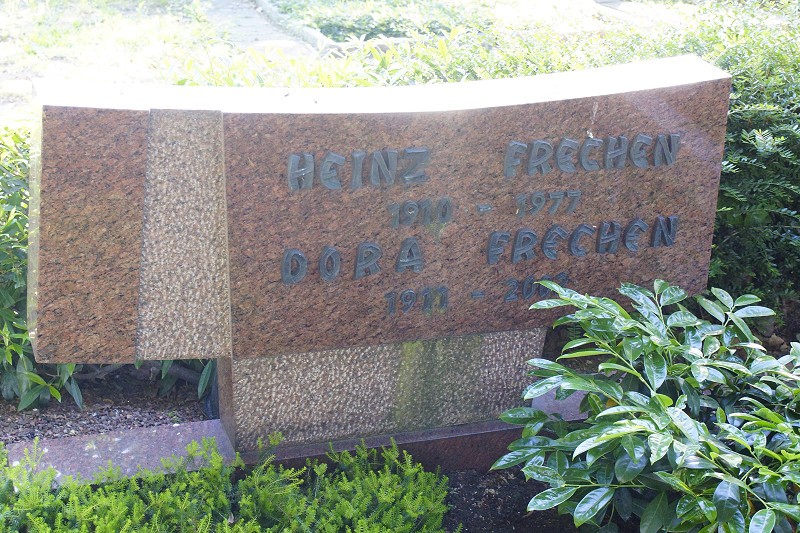 HEINZ FRECHEN
1910 - 1977
DORA FRECHEN
1911 -